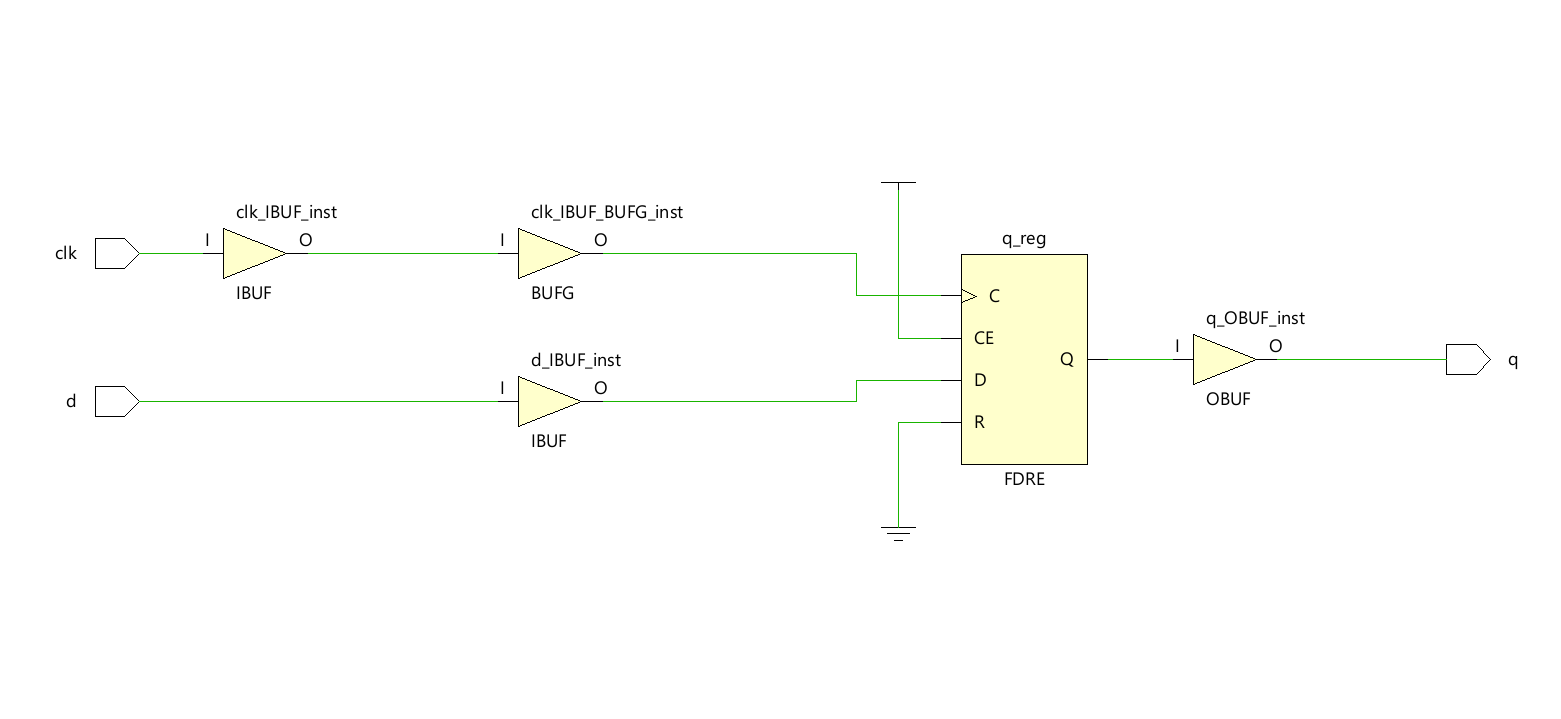 clk_IBUF_inst
clk_IBUF_BUFG_inst
clk
I
O
I
O
IBUF
BUFG
q_reg
C
CE
D
R
Q
FDRE
d_IBUF_inst
d
I
O
IBUF
q_OBUF_inst
I
O
q
OBUF